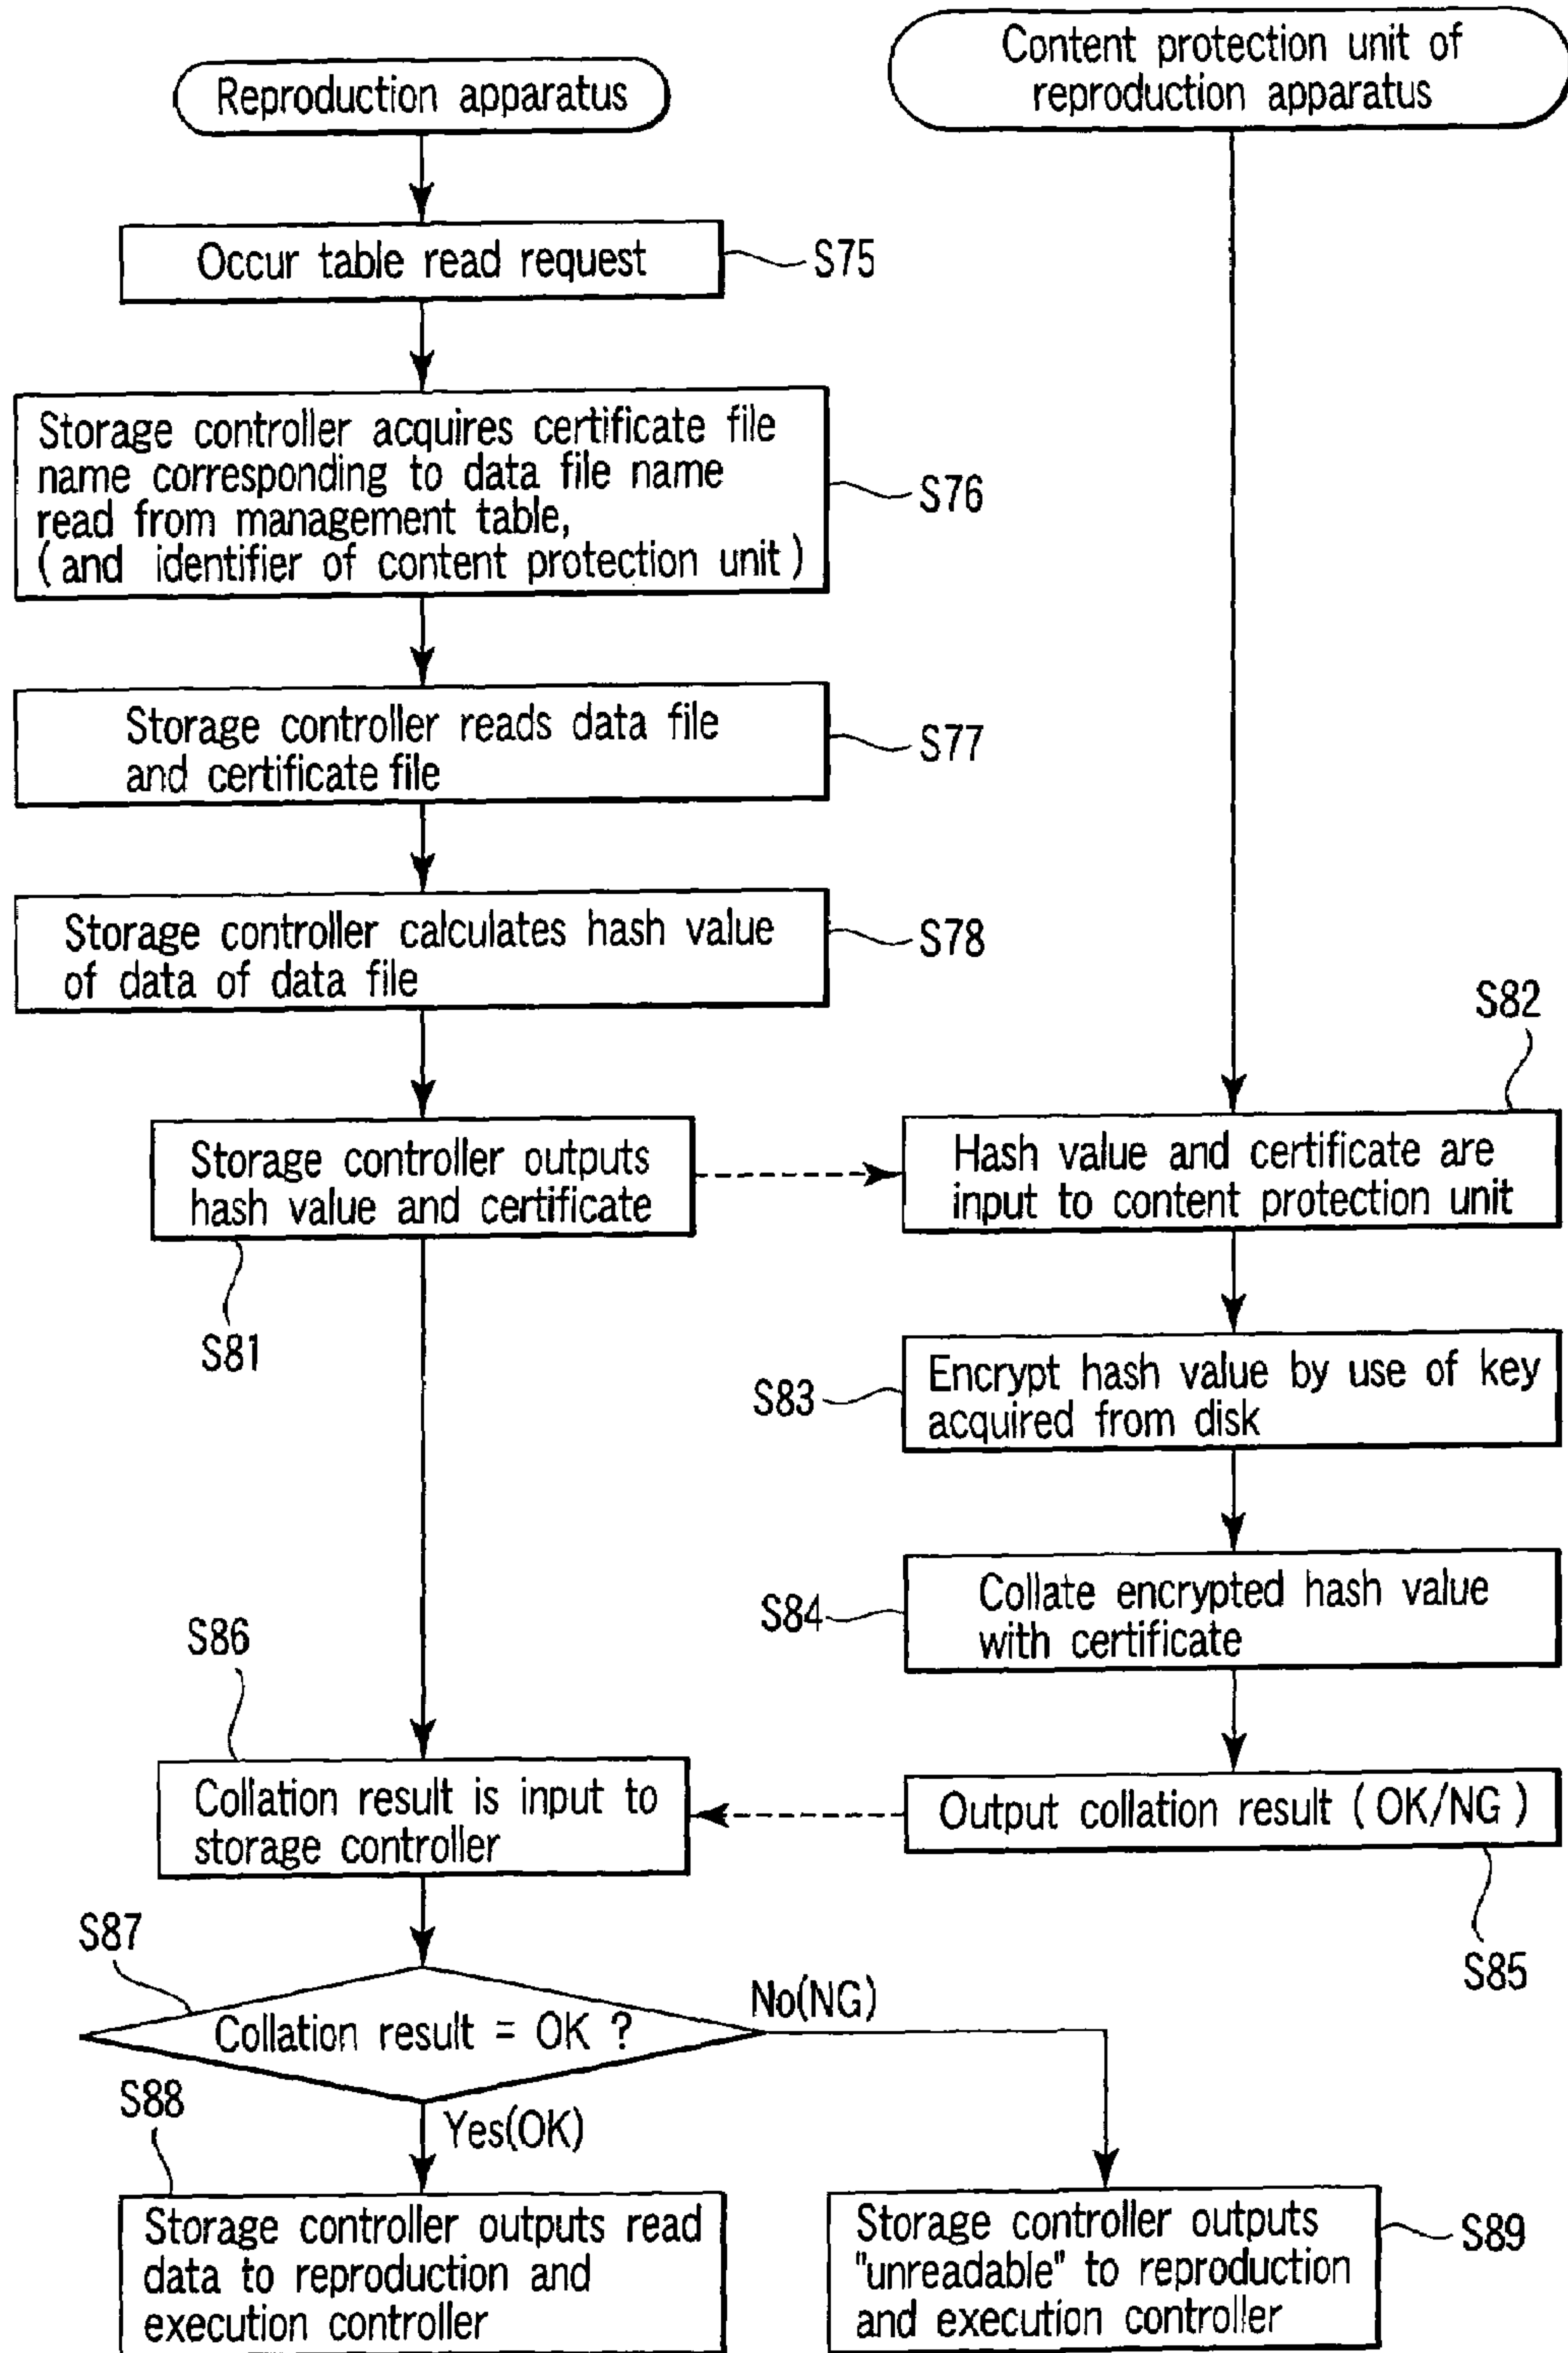 Reproduction apparatus
Content protection unit of
reproduction apparatus
Occur table read request
S75
Storage controller acquires certificate file
name corresponding to data file name
read from management table,
(and identifier of content protection unit)
S76
Storage controller reads data file
and certificate file
S77
Storage controller calculates hash value
of data of data file
S78
Storage controller outputs
hash value and certificate
S81
S82
Hash value and certificate are
input to content protection unit
Encrypt hash value by use of key
acquired from disk
S83
Collate encrypted hash value
with certificate
S84
Output collation result (OK/NG)
S85
S86
Collation result is input to
storage controller
S87
Collation result = OK ?
No(NG)
Yes(OK)
S88
Storage controller outputs read
data to reproduction and
execution controller
Storage controller outputs
"unreadable" to reproduction
and execution controller
S89